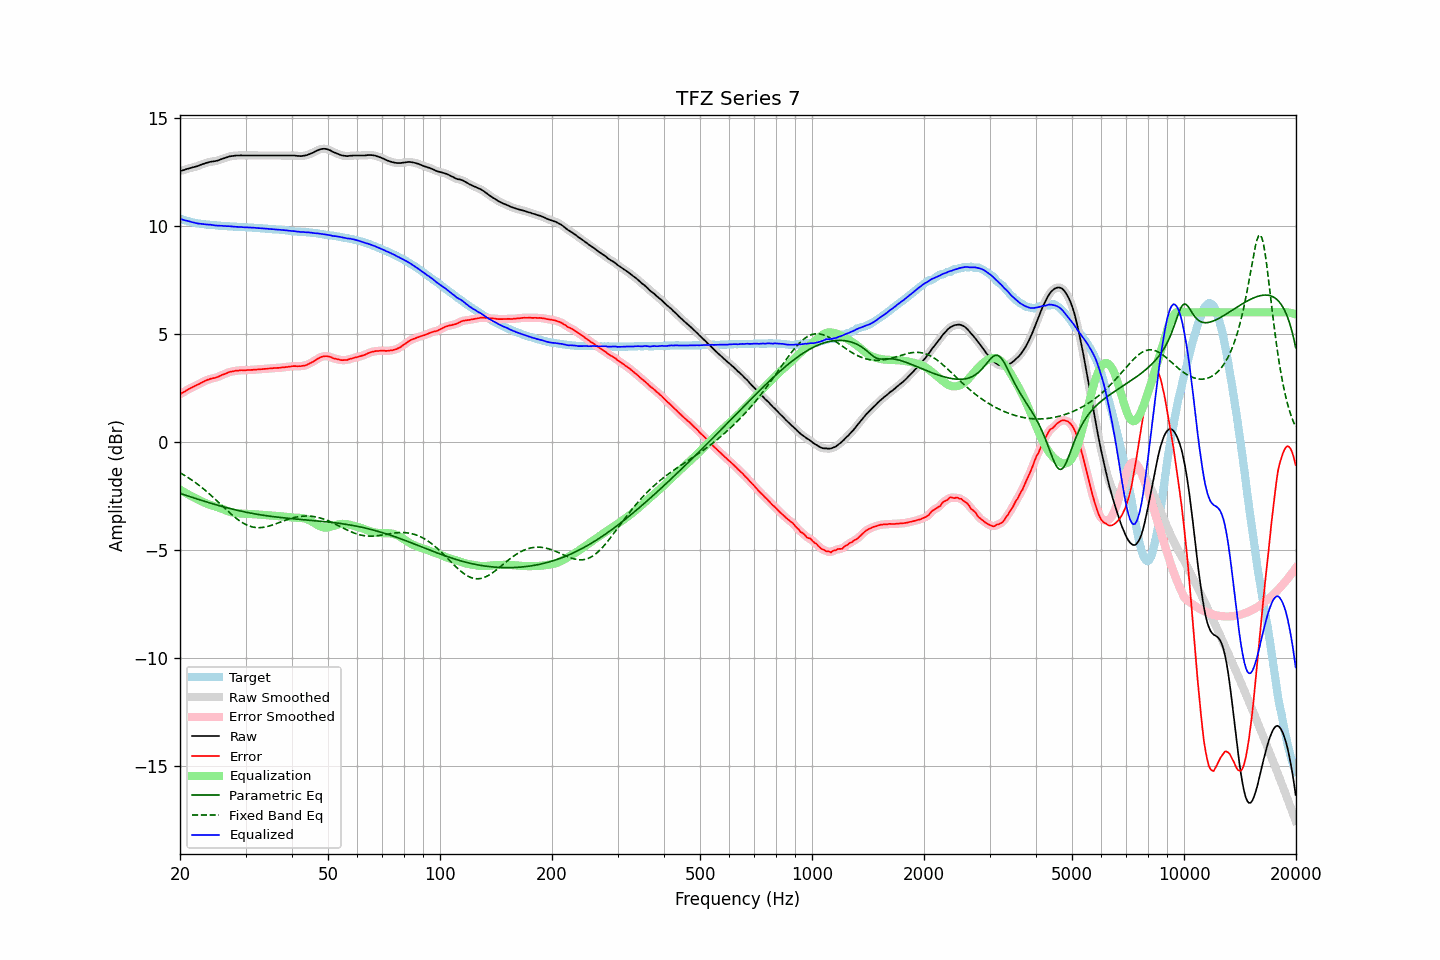 TFZ Series 7
15
10
5
0
−5
−10
−15
Amplitude (dBr)
Target
Raw Smoothed
Error Smoothed
Raw
Error
Equalization
Parametric Eq
Fixed Band Eq
Equalized
20 50 100 200 500 1000 2000 5000 10000 20000
Frequency (Hz)